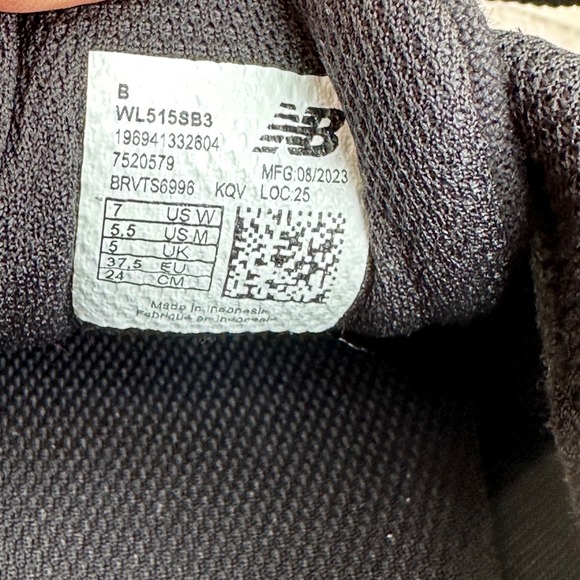 B
WL515SB3
196941332604
7520579
BRVTS6996 KQV
NB
MFG:08/2023
LOC:25
7 US W
5,5 US M
5 UK
37,5 EU
24 CM
Made in Indonesia
Fabriqué en Indonésie